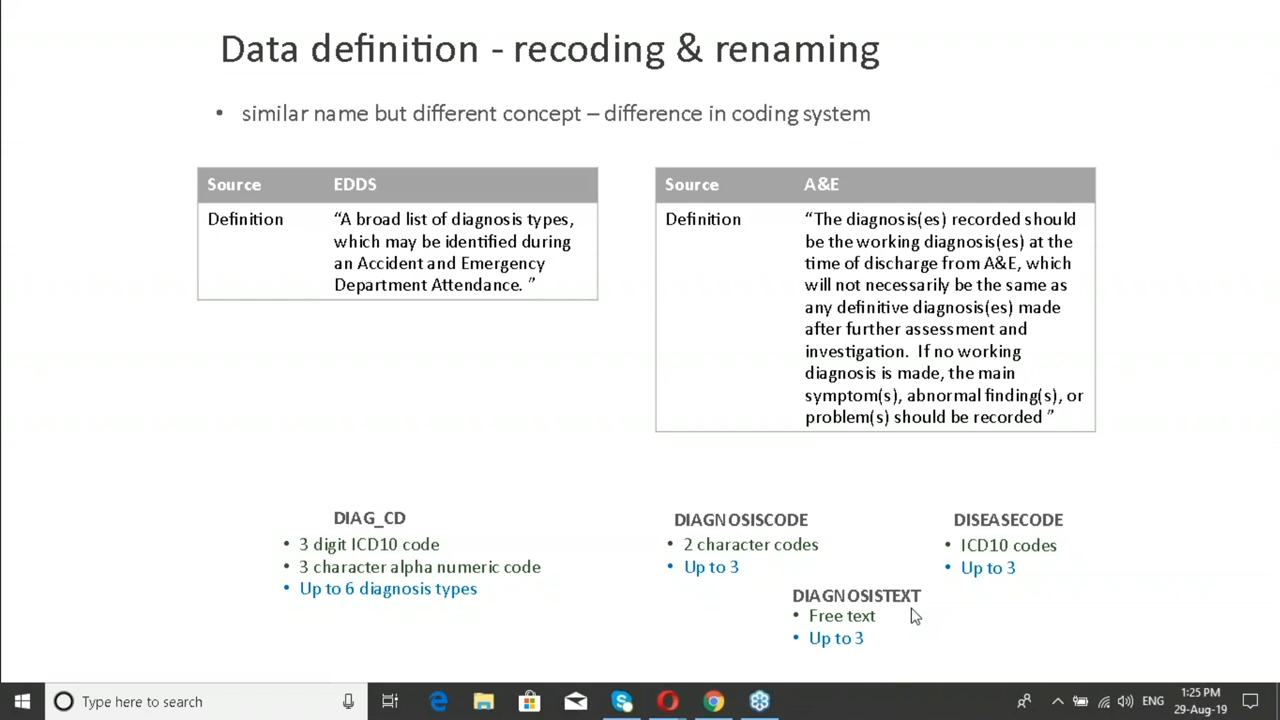 Data definition - recoding & renaming
• similar name but different concept – difference in coding system
Source EDDS
Definition “A broad list of diagnosis types,
which may be identified during
an Accident and Emergency
Department Attendance. ”
Source A&E
Definition “The diagnosis(es) recorded should
be the working diagnosis(es) at the
time of discharge from A&E, which
will not necessarily be the same as
any definitive diagnosis(es) made
after further assessment and
investigation. If no working
diagnosis is made, the main
symptom(s), abnormal finding(s), or
problem(s) should be recorded ”
DIAG_CD
• 3 digit ICD10 code
• 3 character alpha numeric code
• Up to 6 diagnosis types
DIAGNOSISCODE
• 2 character codes
• Up to 3
DISEASECODE
• ICD10 codes
• Up to 3
DIAGNOSISTEXT
• Free text
• Up to 3
Type here to search
ENG
1:25 PM
29-Aug-19